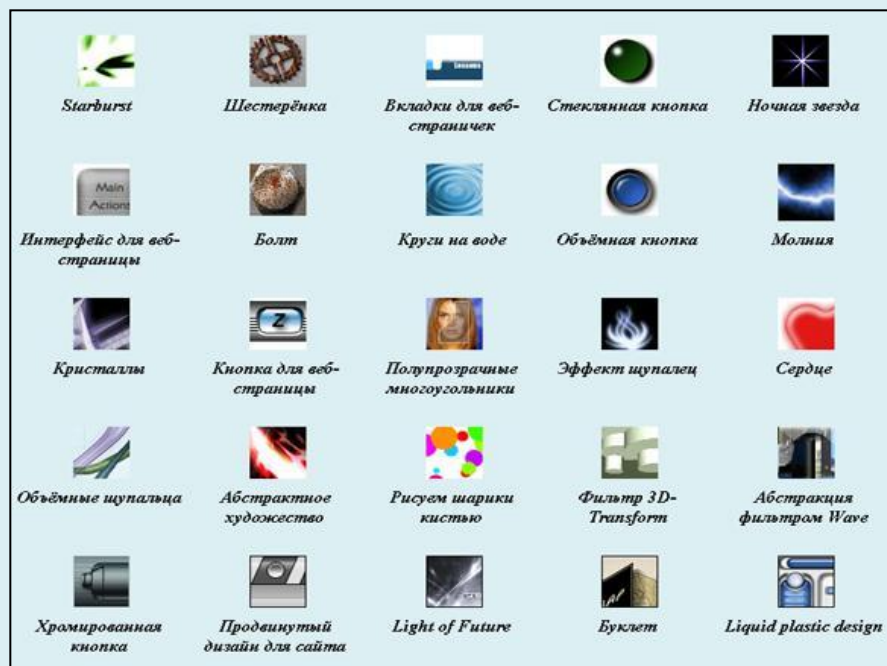 Starburst
Шестерёнка
Вкладки для веб-
страничек
Стеклянная кнопка
Ночная звезда
Main
Actions
Интерфейс для веб-
страницы
Болт
Круги на воде
Объёмная кнопка
Молния
Z
Кристаллы
Кнопка для веб-
страницы
Полупрозрачные
многоугольники
Эффект щупалец
Сердце
Объёмные щупальца
Абстрактное
художество
Рисуем шарики
кистью
Фильтр 3D-
Transform
Абстракция
фильтром Wave
Хромированная
кнопка
Продвинутый
дизайн для сайта
Light of Future
Буклет
Liquid plastic design